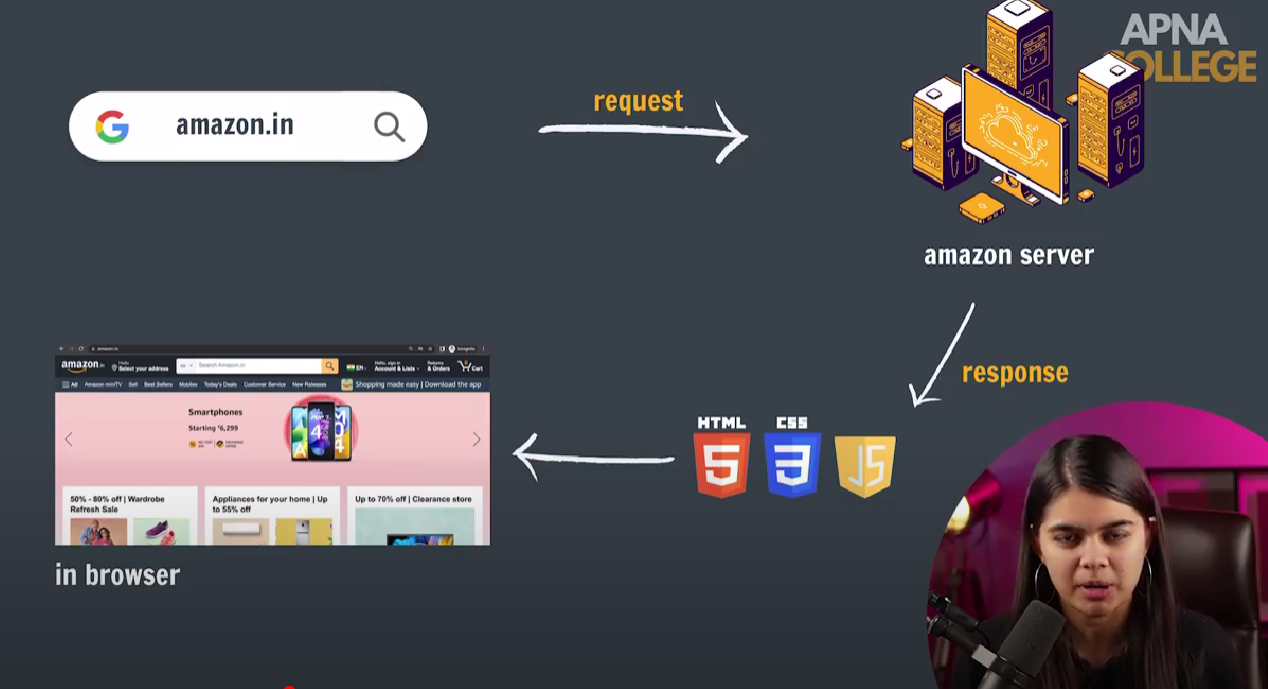 APNA
COLLEGE
amazon.in
request
amazon server
response
HTML
CSS
5
3
JS
amazon.in
amazon.in
Incognito
Hello
Select your address
All
Search Amazon.in
EN
Hello, sign in
Account & Lists
Returns
& Orders
Cart
All Amazon miniTV Sell Best Sellers Mobiles Today's Deals Customer Service New Releases
Shopping made easy | Download the app
Smartphones
Starting ₹6,299
50% - 80% off | Wardrobe
Refresh Sale
Appliances for your home | Up
to 55% off
Up to 70% off | Clearance store
in browser